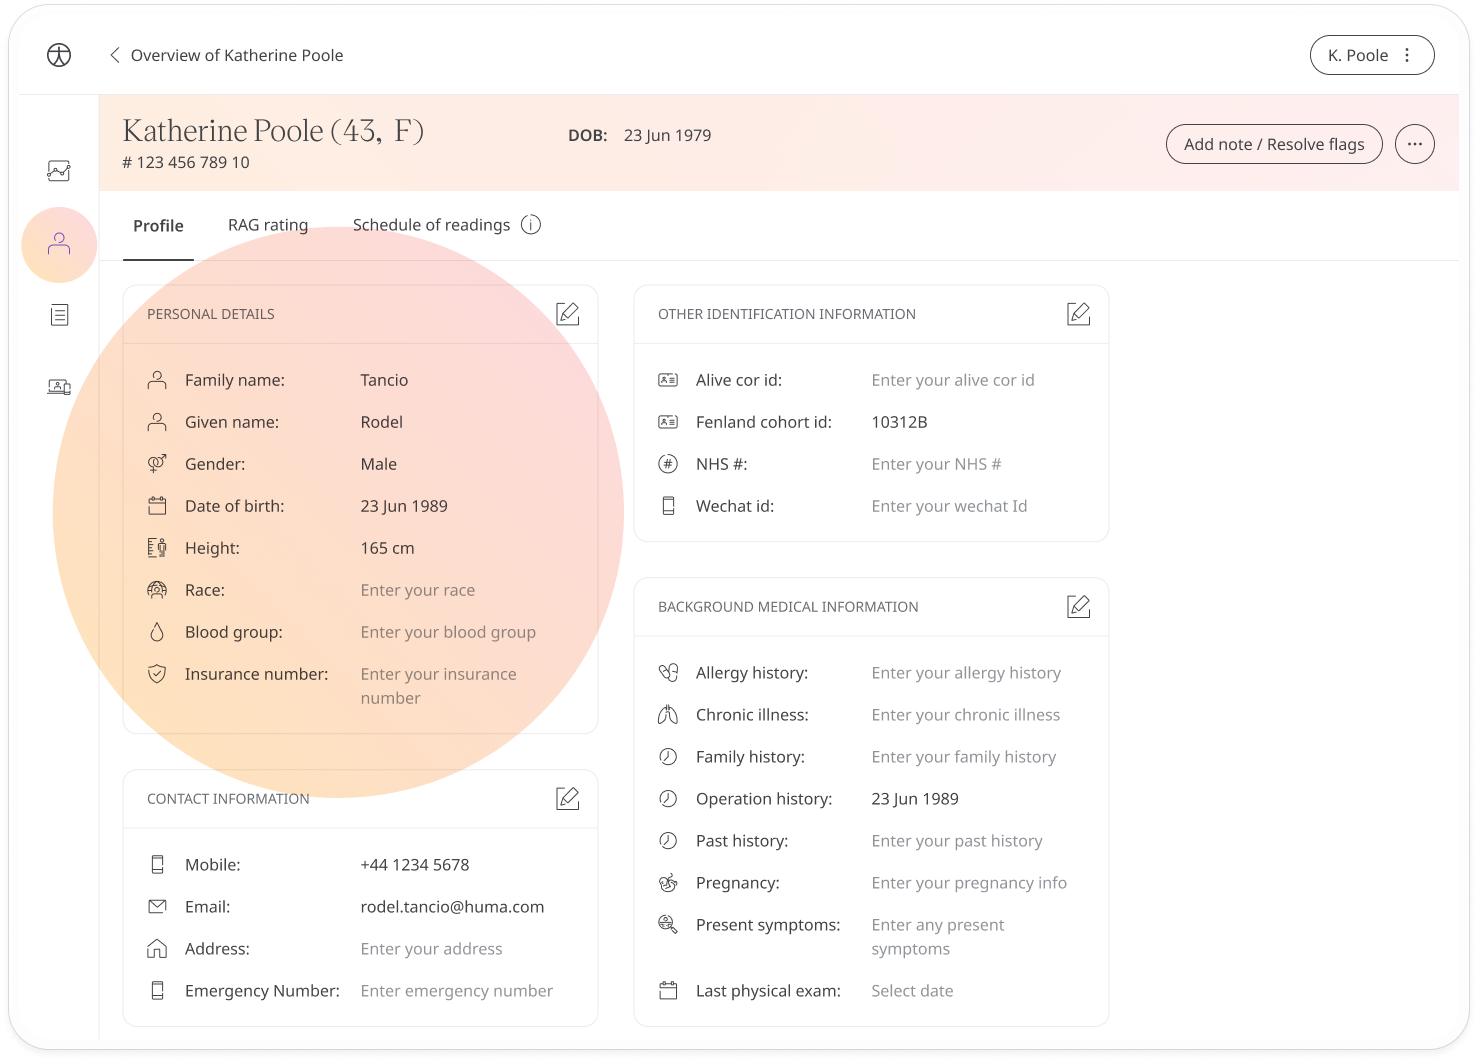 Overview of Katherine Poole
K. Poole
Katherine Poole (43, F)
# 123 456 789 10
DOB: 23 Jun 1979
Add note / Resolve flags
Profile
RAG rating
Schedule of readings
PERSONAL DETAILS
Family name: Tancio
Given name: Rodel
Gender: Male
Date of birth: 23 Jun 1989
Height: 165 cm
Race: Enter your race
Blood group: Enter your blood group
Insurance number: Enter your insurance
number
CONTACT INFORMATION
Mobile: +44 1234 5678
Email: rodel.tancio@huma.com
Address: Enter your address
Emergency Number: Enter emergency number
OTHER IDENTIFICATION INFORMATION
Alive cor id: Enter your alive cor id
Fenland cohort id: 10312B
NHS #: Enter your NHS #
Wechat id: Enter your wechat Id
BACKGROUND MEDICAL INFORMATION
Allergy history: Enter your allergy history
Chronic illness: Enter your chronic illness
Family history: Enter your family history
Operation history: 23 Jun 1989
Past history: Enter your past history
Pregnancy: Enter your pregnancy info
Present symptoms: Enter any present
symptoms
Last physical exam: Select date